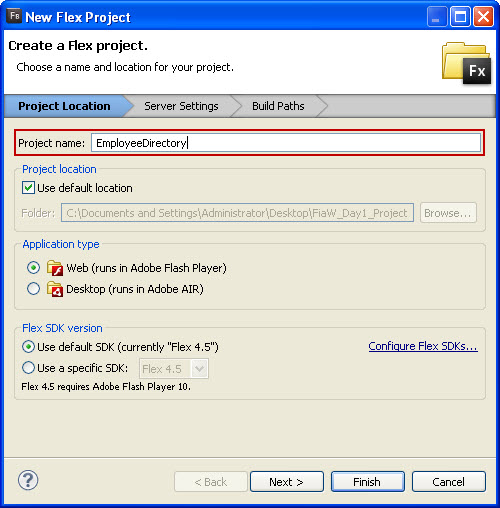 FB New Flex Project
Create a Flex project.
Choose a name and location for your project.
Fx
Project Location Server Settings Build Paths
Project name: EmployeeDirectory
Project location
Use default location
Folder: C:\Documents and Settings\Administrator\Desktop\FiaW_Day1_Project Browse...
Application type
Web (runs in Adobe Flash Player)
Desktop (runs in Adobe AIR)
Flex SDK version
Use default SDK (currently "Flex 4.5") Configure Flex SDKs...
Use a specific SDK: Flex 4.5
Flex 4.5 requires Adobe Flash Player 10.
? < Back Next > Finish Cancel